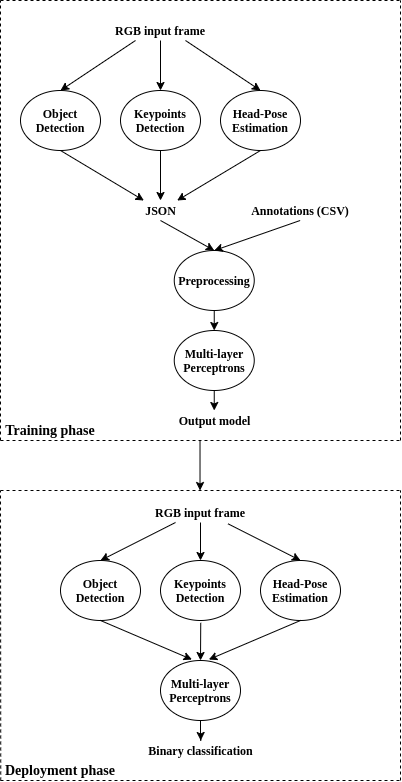 RGB input frame
Object
Detection
Keypoints
Detection
Head-Pose
Estimation
JSON
Annotations (CSV)
Preprocessing
Multi-layer
Perceptrons
Output model
Training phase
RGB input frame
Object
Detection
Keypoints
Detection
Head-Pose
Estimation
Multi-layer
Perceptrons
Binary classification
Deployment phase